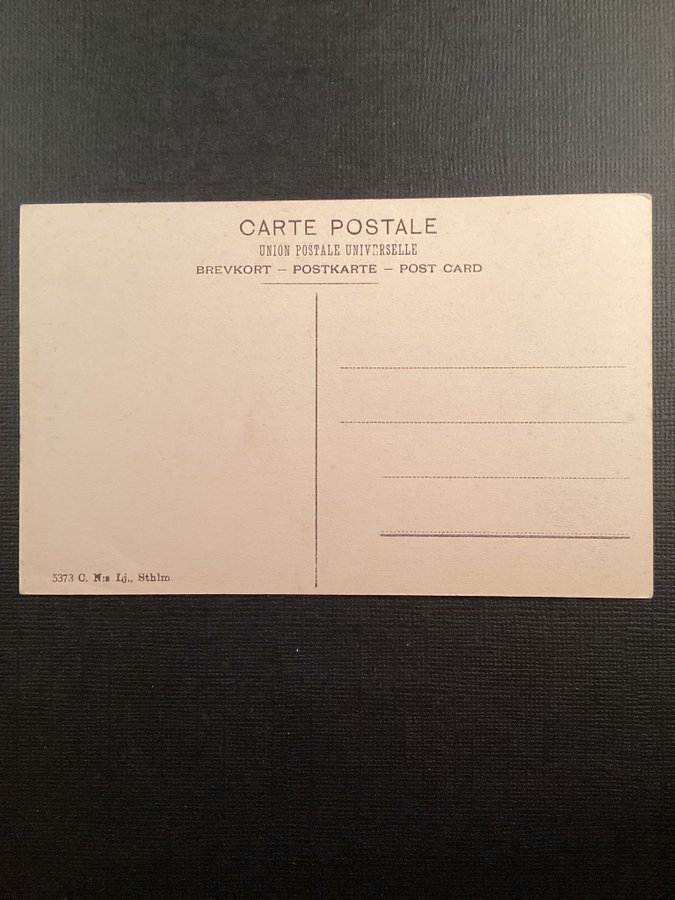 CARTE POSTALE
UNION POSTALE UNIVERSELLE
BREVKORT – POSTKARTE – POST CARD
5373 C. N:s Lj., Sthlm